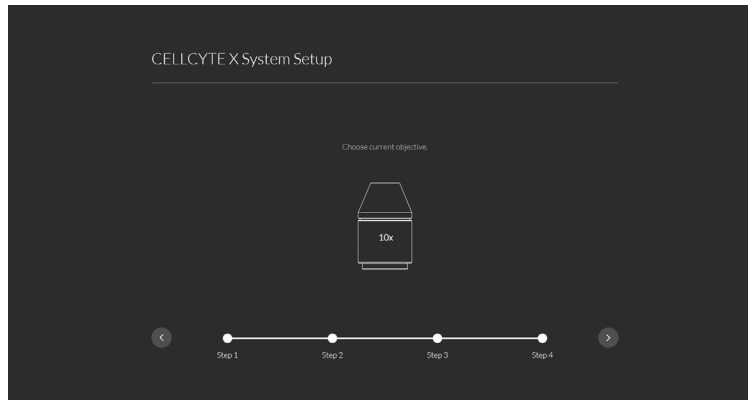 CELLCYTE X System Setup
Choose current objective.
10x
Step 1
Step 2
Step 3
Step 4